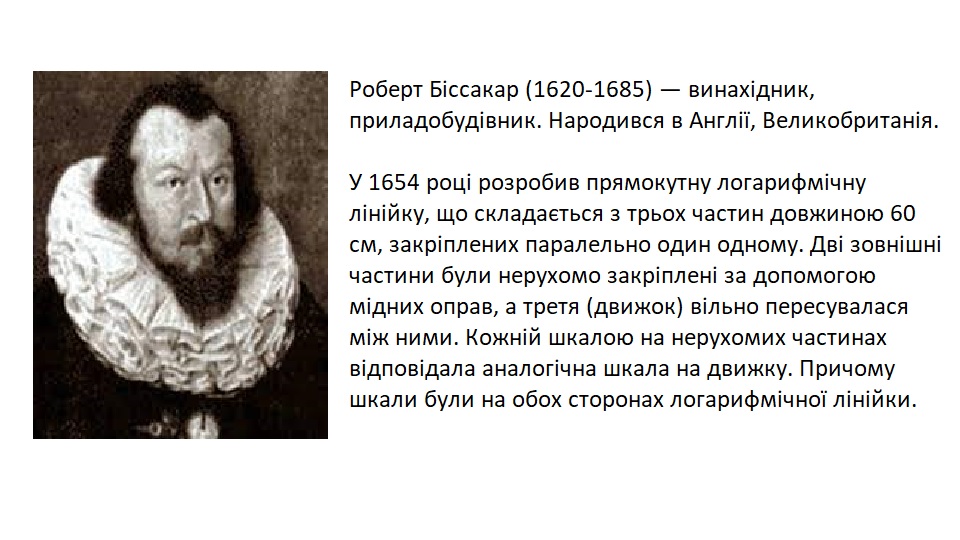 Роберт Біссакар (1620-1685) — винахідник,
приладобудівник. Народився в Англії, Великобританія.
У 1654 році розробив прямокутну логарифмічну
лінійку, що складається з трьох частин довжиною 60
см, закріплених паралельно один одному. Дві зовнішні
частини були нерухомо закріплені за допомогою
мідних оправ, а третя (движок) вільно пересувалася
між ними. Кожній шкалою на нерухомих частинах
відповідала аналогічна шкала на движку. Причому
шкали були на обох сторонах логарифмічної лінійки.